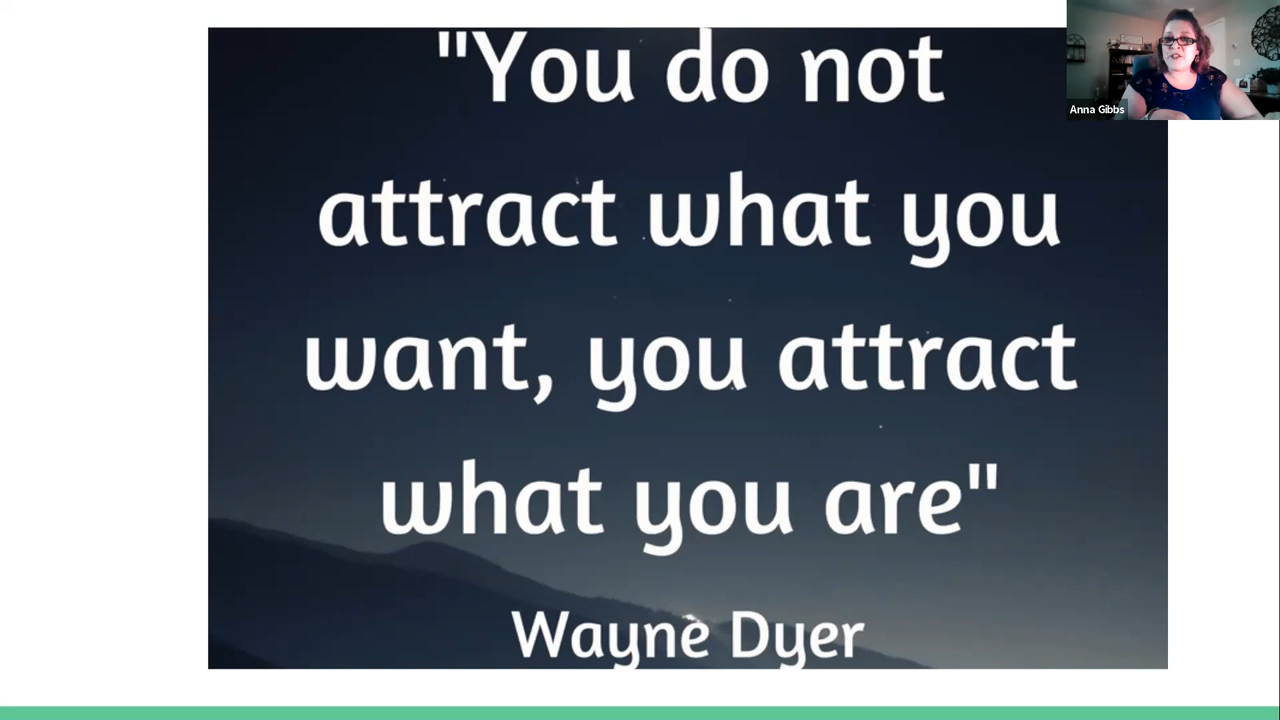 "You do not
attract what you
want, you attract
what you are"
Wayne Dyer
Anna Gibbs